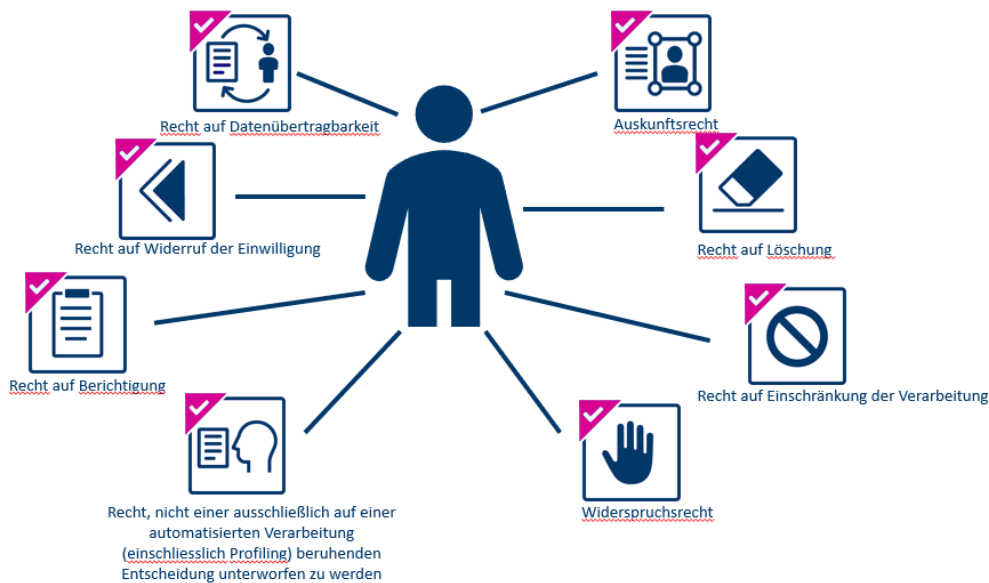 Recht auf Datenübertragbarkeit
Auskunftsrecht
Recht auf Widerruf der Einwilligung
Recht auf Löschung
Recht auf Berichtigung
Recht auf Einschränkung der Verarbeitung
Recht, nicht einer ausschließlich auf einer
automatisierten Verarbeitung
(einschliesslich Profiling) beruhenden
Entscheidung unterworfen zu werden
Widerspruchsrecht